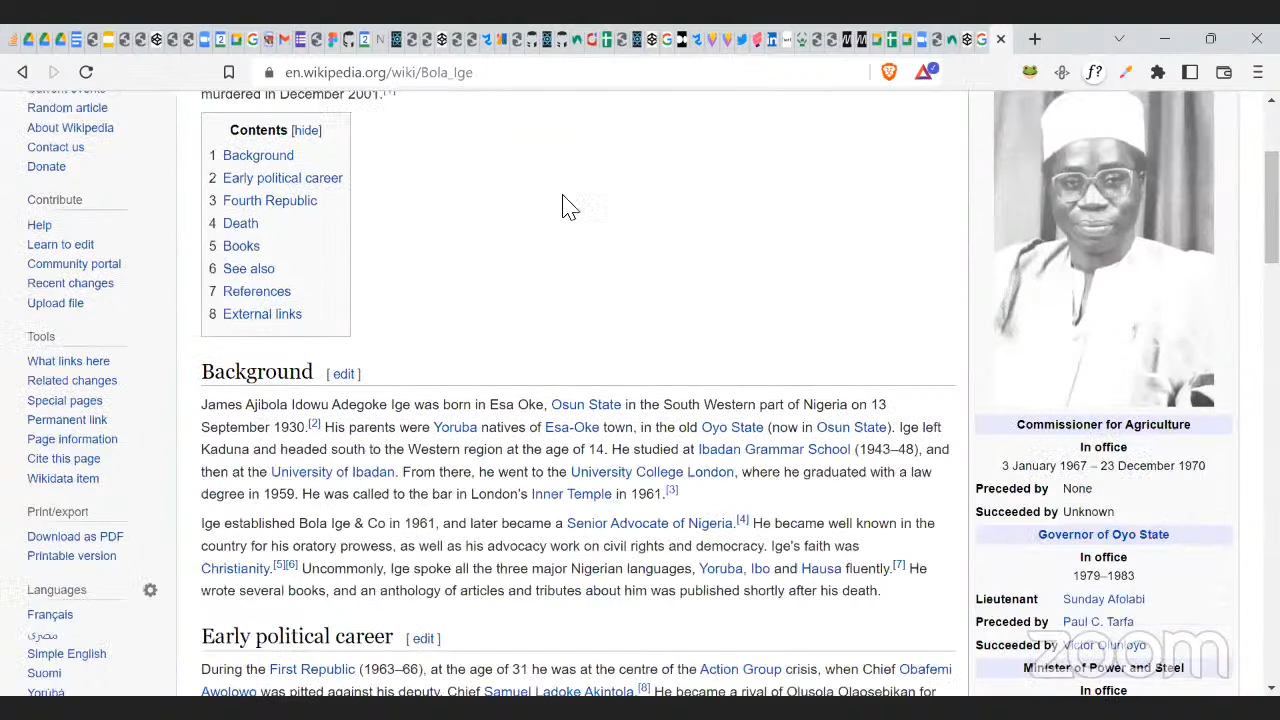 en.wikipedia.org/wiki/Bola_Ige
Random article
About Wikipedia
Contact us
Donate
Contribute
Help
Learn to edit
Community portal
Recent changes
Upload file
Tools
What links here
Related changes
Special pages
Permanent link
Page information
Cite this page
Wikidata item
Print/export
Download as PDF
Printable version
Languages
Français
مصرى
Simple English
Suomi
Yorùbá
murdered in December 2001.[1]
Contents [hide]
1 Background
2 Early political career
3 Fourth Republic
4 Death
5 Books
6 See also
7 References
8 External links
Background [ edit ]
James Ajibola Idowu Adegoke Ige was born in Esa Oke, Osun State in the South Western part of Nigeria on 13
September 1930.[2] His parents were Yoruba natives of Esa-Oke town, in the old Oyo State (now in Osun State). Ige left
Kaduna and headed south to the Western region at the age of 14. He studied at Ibadan Grammar School (1943–48), and
then at the University of Ibadan. From there, he went to the University College London, where he graduated with a law
degree in 1959. He was called to the bar in London's Inner Temple in 1961.[3]
Ige established Bola Ige & Co in 1961, and later became a Senior Advocate of Nigeria.[4] He became well known in the
country for his oratory prowess, as well as his advocacy work on civil rights and democracy. Ige's faith was
Christianity.[5][6] Uncommonly, Ige spoke all the three major Nigerian languages, Yoruba, Ibo and Hausa fluently.[7] He
wrote several books, and an anthology of articles and tributes about him was published shortly after his death.
Early political career [ edit ]
During the First Republic (1963–66), at the age of 31 he was at the centre of the Action Group crisis, when Chief Obafemi
Awolowo was pitted against his deputy, Chief Samuel Ladoke Akintola.[8] He became a rival of Olusola Olaosebikan for
Commissioner for Agriculture
In office
3 January 1967 – 23 December 1970
Preceded by None
Succeeded by Unknown
Governor of Oyo State
In office
1979–1983
Lieutenant Sunday Afolabi
Preceded by Paul C. Tarfa
Succeeded by Victor Olunloyo
Minister of Power and Steel
In office
zoom